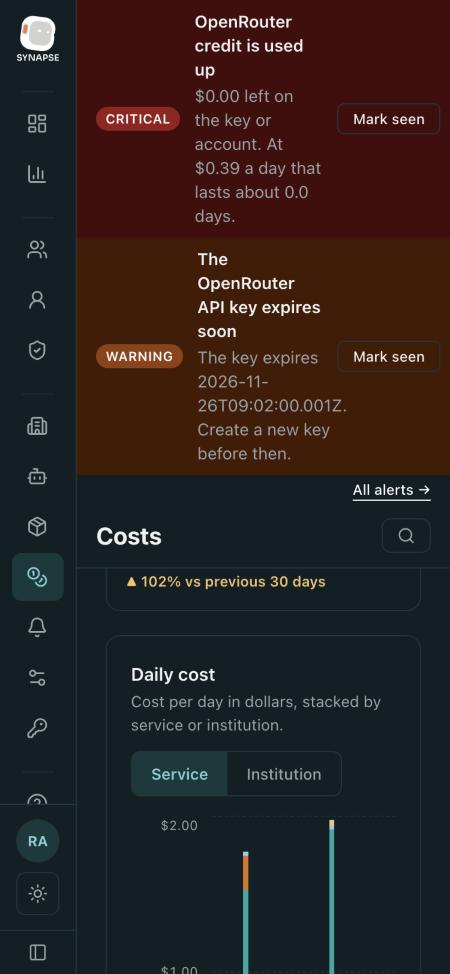 SYNAPSE
CRITICAL
OpenRouter
credit is used
up
$0.00 left on
the key or
account. At
$0.39 a day that
lasts about 0.0
days.
Mark seen
WARNING
The
OpenRouter
API key expires
soon
The key expires
2026-11-
26T09:02:00.001Z.
Create a new key
before then.
Mark seen
All alerts →
Costs
▲ 102% vs previous 30 days
Daily cost
Cost per day in dollars, stacked by
service or institution.
Service
Institution
$2.00
$1.00
RA